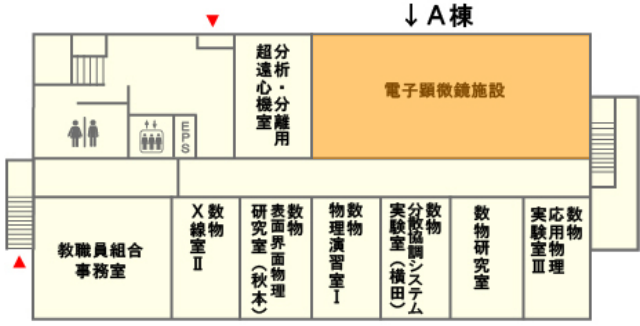 ↓A棟
分析・分離用
超遠心機室
電子顕微鏡施設
EPS
教職員組合
事務室
数物
X線室Ⅱ
数物
表面界面物理
研究室(秋本)
数物
物理演習室Ⅰ
数物
分散協調システム
実験室(横田)
数物研究室
数物
応用物理
実験室Ⅲ